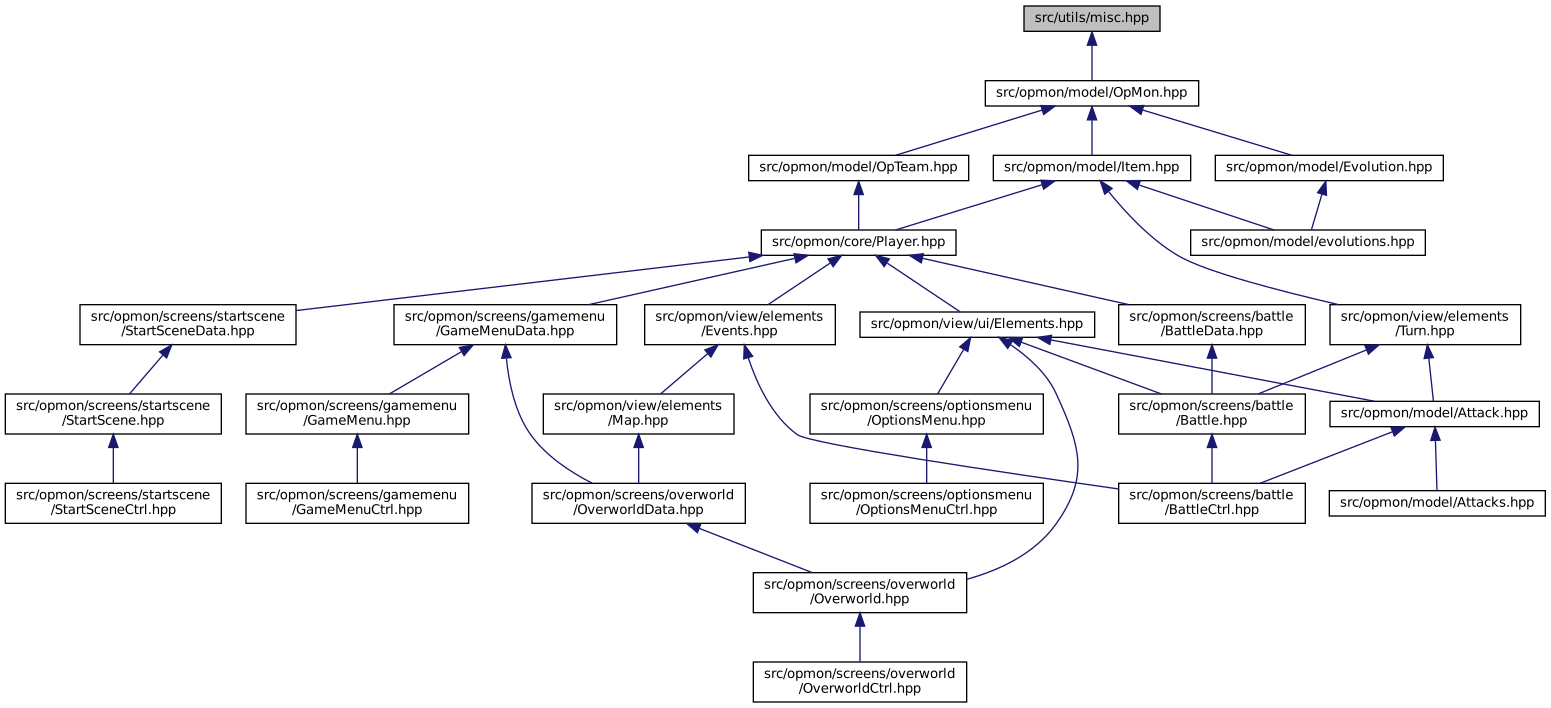 src/utils/misc.hpp
src/opmon/model/OpMon.hpp
src/opmon/model/OpTeam.hpp
src/opmon/model/Item.hpp
src/opmon/model/Evolution.hpp
src/opmon/core/Player.hpp
src/opmon/model/evolutions.hpp
src/opmon/screens/startscene
/StartSceneData.hpp
src/opmon/screens/gamemenu
/GameMenuData.hpp
src/opmon/view/elements
/Events.hpp
src/opmon/view/ui/Elements.hpp
src/opmon/screens/battle
/BattleData.hpp
src/opmon/view/elements
/Turn.hpp
src/opmon/screens/startscene
/StartScene.hpp
src/opmon/screens/gamemenu
/GameMenu.hpp
src/opmon/view/elements
/Map.hpp
src/opmon/screens/optionsmenu
/OptionsMenu.hpp
src/opmon/screens/battle
/Battle.hpp
src/opmon/model/Attack.hpp
src/opmon/screens/startscene
/StartSceneCtrl.hpp
src/opmon/screens/gamemenu
/GameMenuCtrl.hpp
src/opmon/screens/overworld
/OverworldData.hpp
src/opmon/screens/optionsmenu
/OptionsMenuCtrl.hpp
src/opmon/screens/battle
/BattleCtrl.hpp
src/opmon/model/Attacks.hpp
src/opmon/screens/overworld
/Overworld.hpp
src/opmon/screens/overworld
/OverworldCtrl.hpp